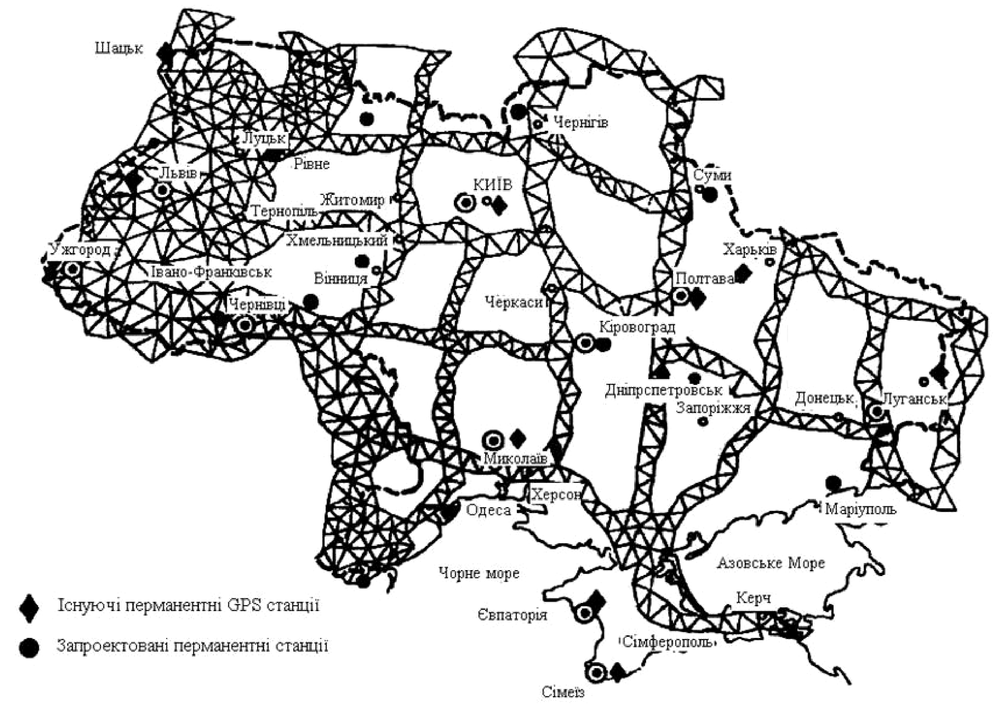 Шацьк
Чернігів
Луцьк
Рівне
Львів
Суми
КИЇВ
Житомир
Тернопіль
Хмельницький
Ужгород
Харьків
Івано-Франківськ
Вінниця
Полтава
Чернівці
Черкаси
Кіровоград
Дніпрспетровськ
Запоріжжя
Донецьк
Луганськ
Миколаїв
Херсон
Одеса
Маріуполь
Чорне море
Азовське Море
Керч
Євпаторія
Сімферополь
Сімеїз
Існуючі перманентні GPS станції
Запроектовані перманентні станції